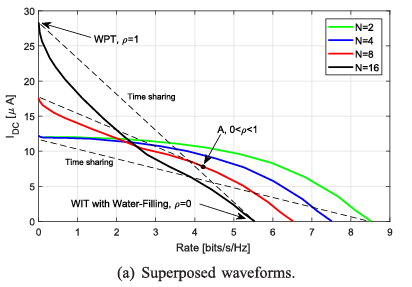 30
25
20
15
10
5
0
I_DC [μ A]
WPT, ρ=1
N=2
N=4
N=8
N=16
Time sharing
A, 0<ρ<1
Time sharing
WIT with Water-Filling, ρ=0
0 1 2 3 4 5 6 7 8 9
Rate [bits/s/Hz]
(a) Superposed waveforms.